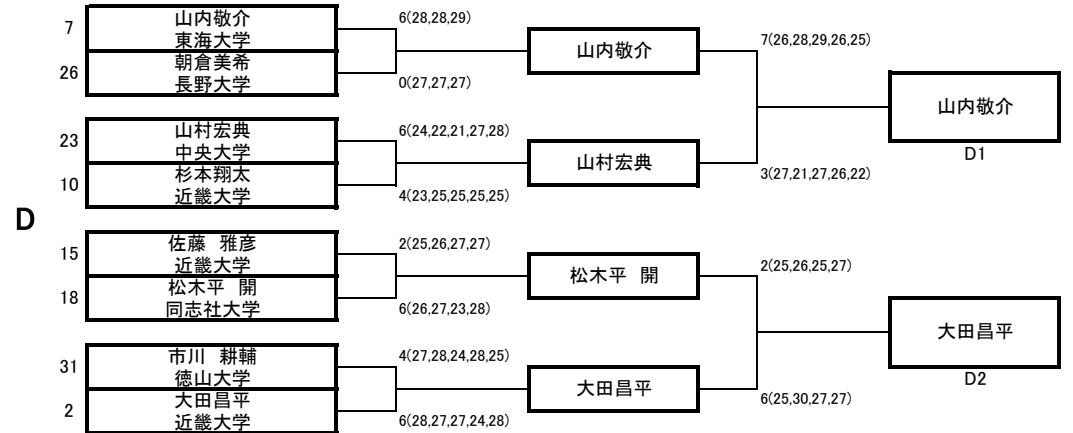 7
山内敬介
東海大学
6(28,28,29)
26
朝倉美希
長野大学
0(27,27,27)
山内敬介
7(26,28,29,26,25)
23
山村宏典
中央大学
6(24,22,21,27,28)
10
杉本翔太
近畿大学
4(23,25,25,25,25)
山村宏典
3(27,21,27,26,22)
山内敬介
D1
D
15
佐藤　雅彦
近畿大学
2(25,26,27,27)
18
松木平　開
同志社大学
6(26,27,23,28)
松木平　開
2(25,26,25,27)
31
市川　耕輔
徳山大学
4(27,28,24,28,25)
2
大田昌平
近畿大学
6(28,27,27,24,28)
大田昌平
6(25,30,27,27)
大田昌平
D2